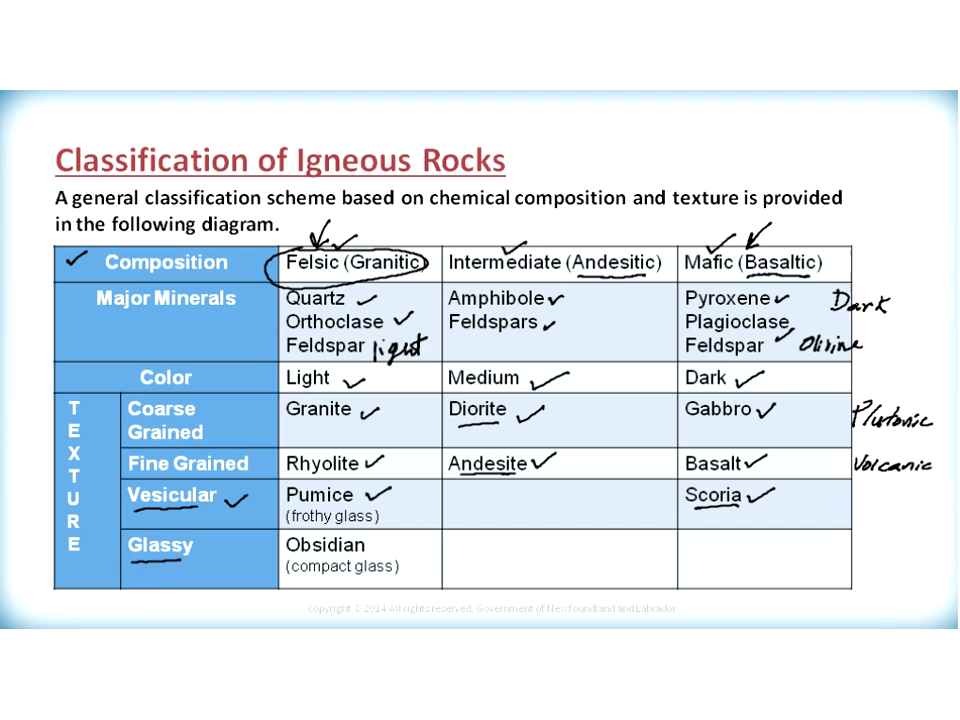 Classification of Igneous Rocks
A general classification scheme based on chemical composition and texture is provided
in the following diagram.
Composition Felsic (Granitic) Intermediate (Andesitic) Mafic (Basaltic)
Major Minerals Quartz Amphibole Pyroxene Dark
Orthoclase Feldspars Plagioclase
Feldspar light Feldspar Olivine
Color Light Medium Dark
TEXTURE
Coarse Granite Diorite Gabbro Plutonic
Grained
Fine Grained Rhyolite Andesite Basalt Volcanic
Vesicular Pumice Scoria
(frothy glass)
Glassy Obsidian
(compact glass)
Copyright © 2014 All rights reserved, Government of Newfoundland and Labrador